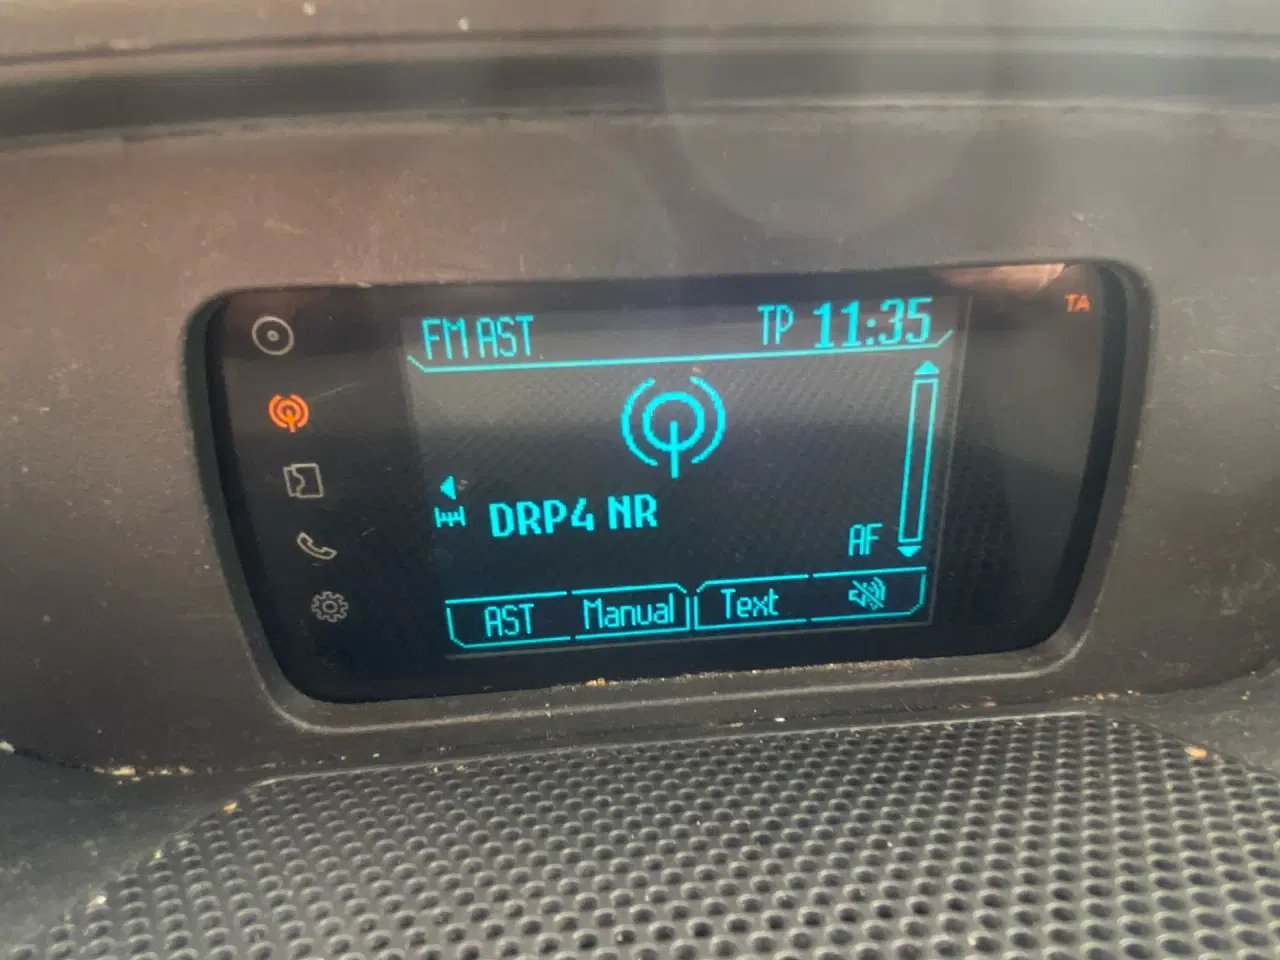 FM AST TP 11:35
TA
DRP4 NR
AF
AST Manual Text